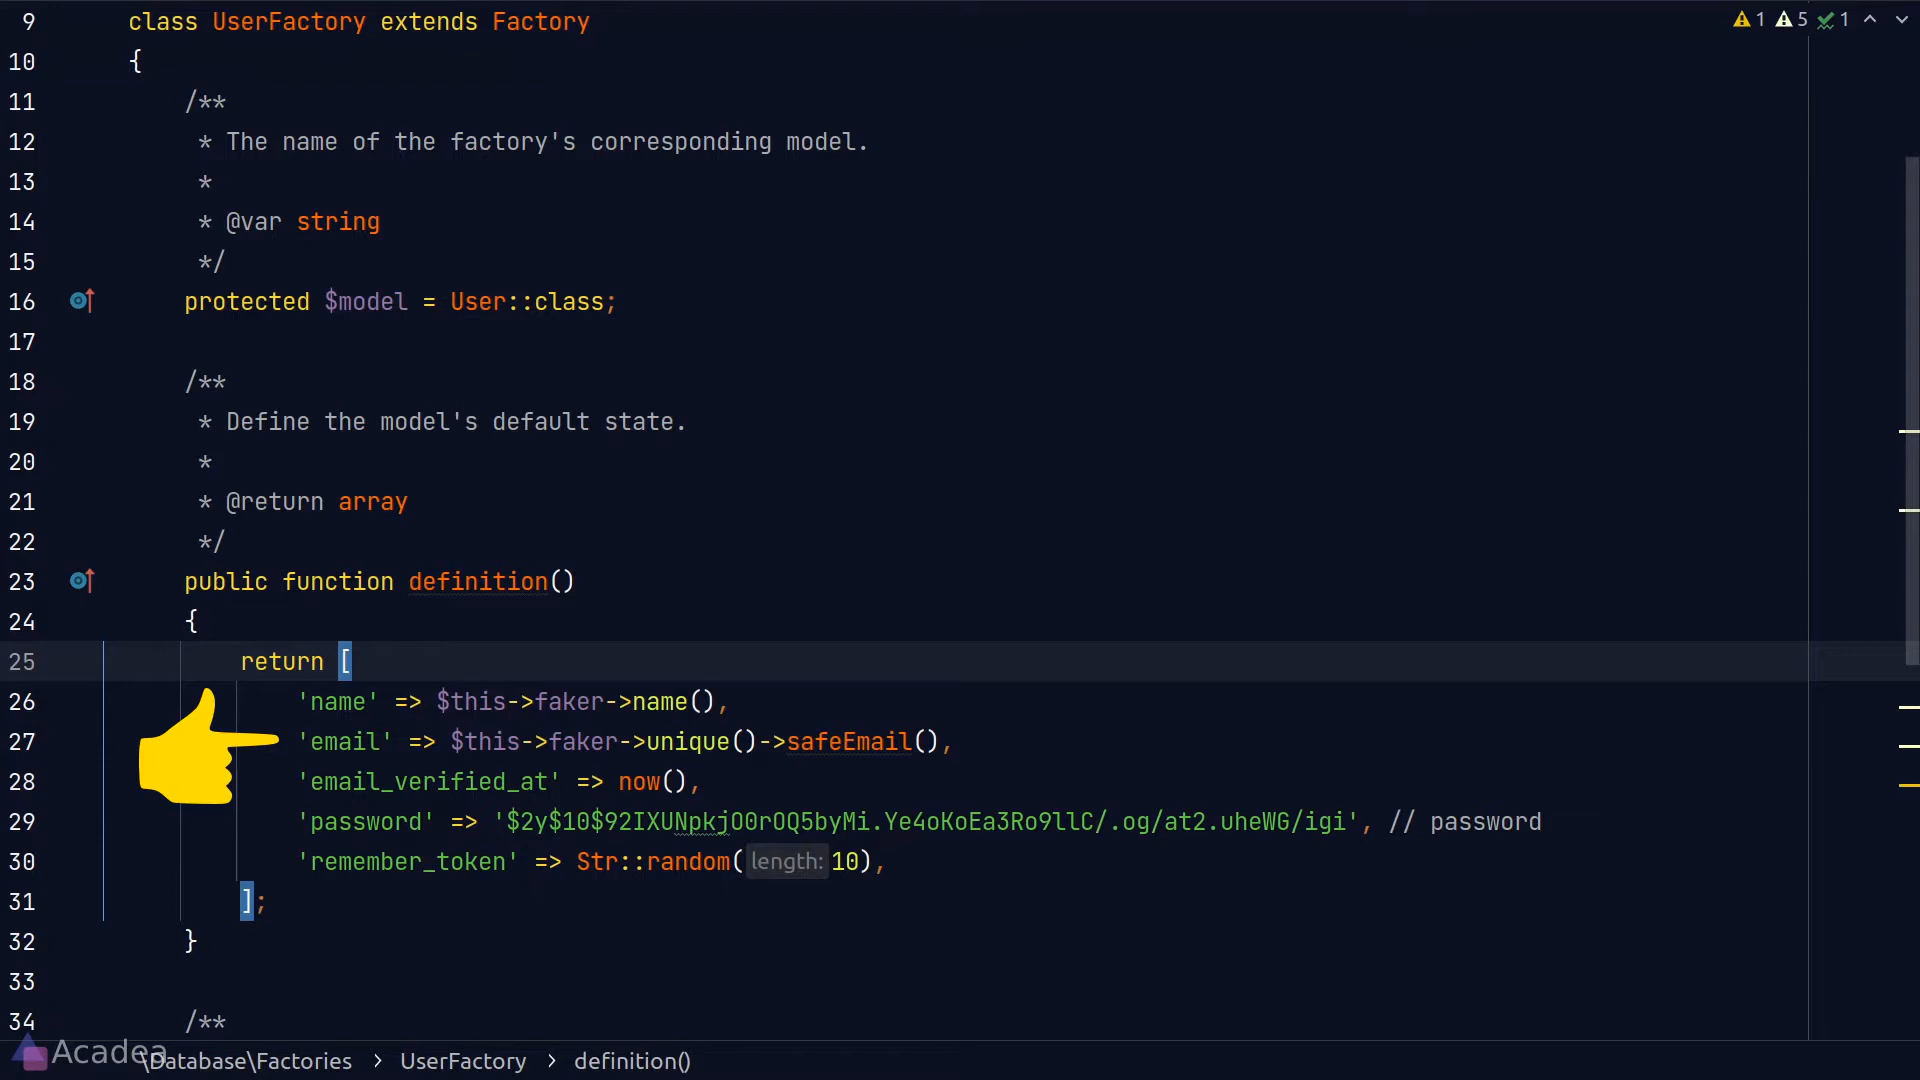 9 class UserFactory extends Factory
1 5 1
10 {
11 /**
12 * The name of the factory's corresponding model.
13 *
14 * @var string
15 */
16 protected $model = User::class;
17
18 /**
19 * Define the model's default state.
20 *
21 * @return array
22 */
23 public function definition()
24 {
25 return [
26 'name' => $this->faker->name(),
27 'email' => $this->faker->unique()->safeEmail(),
28 'email_verified_at' => now(),
29 'password' => '$2y$10$92IXUNpkjO0rOQ5byMi.Ye4oKoEa3Ro9llC/.og/at2.uheWG/igi', // password
30 'remember_token' => Str::random( length: 10),
31 ];
32 }
33
34 /**
Acadea
\Database\Factories > UserFactory > definition()